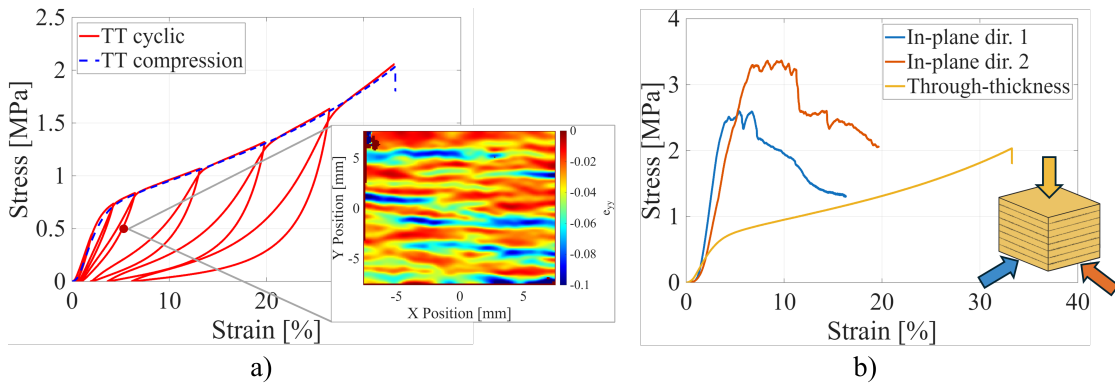 2.5
2
1.5
1
0.5
0
Stress [MPa]
0
10
20
Strain [%]
TT cyclic
TT compression
5
0
-5
Y Position [mm]
-5
0
5
X Position [mm]
0
-0.02
-0.04
-0.06
-0.08
-0.1
eyy
a)
4
3
2
1
0
Stress [MPa]
0
10
20
30
40
Strain [%]
In-plane dir. 1
In-plane dir. 2
Through-thickness
b)